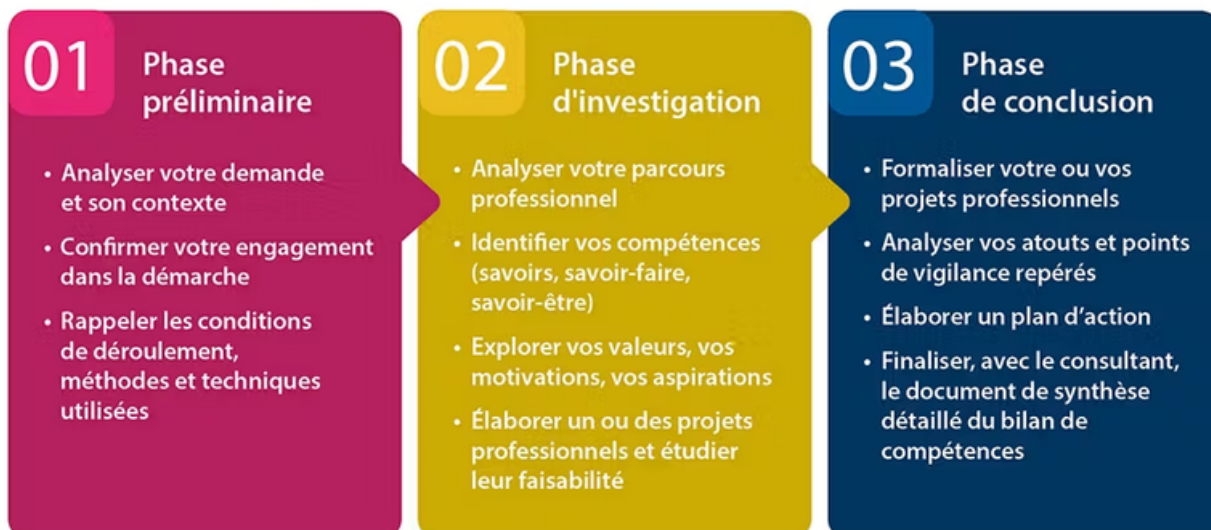 01
Phase
préliminaire
• Analyser votre demande
et son contexte
• Confirmer votre engagement
dans la démarche
• Rappeler les conditions
de déroulement,
méthodes et techniques
utilisées
02
Phase
d'investigation
• Analyser votre parcours
professionnel
• Identifier vos compétences
(savoirs, savoir-faire,
savoir-être)
• Explorer vos valeurs, vos
motivations, vos aspirations
• Élaborer un ou des projets
professionnels et étudier
leur faisabilité
03
Phase
de conclusion
• Formaliser votre ou vos
projets professionnels
• Analyser vos atouts et points
de vigilance repérés
• Élaborer un plan d’action
• Finaliser, avec le consultant,
le document de synthèse
détaillé du bilan de
compétences